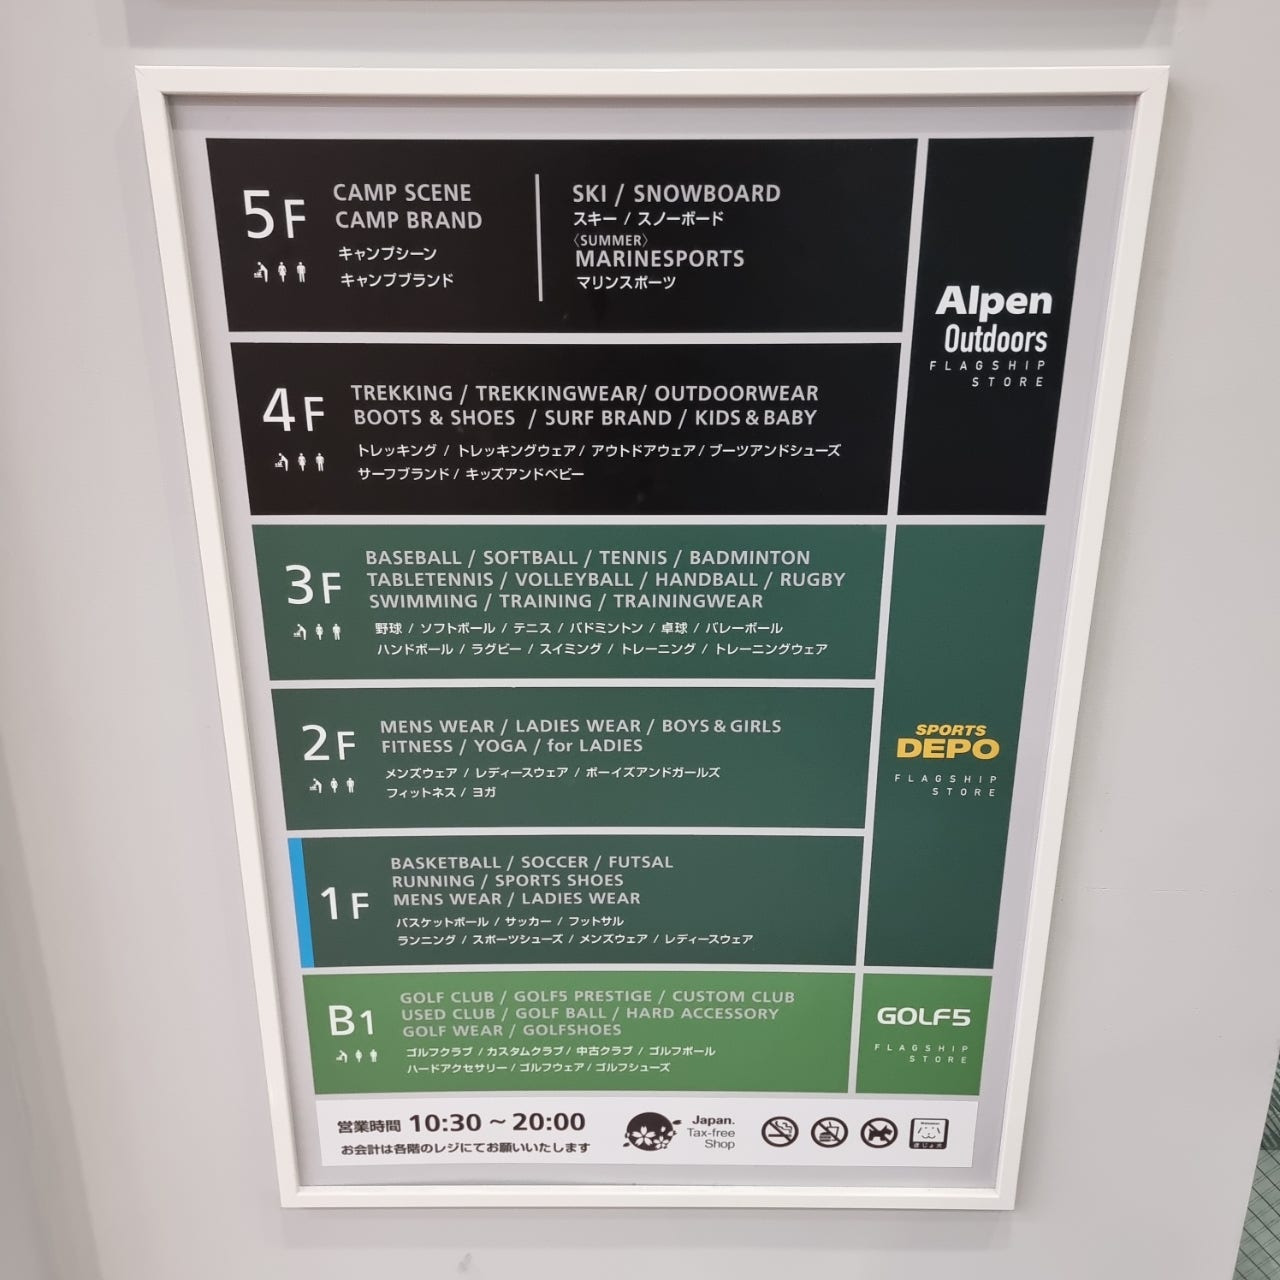 5F
CAMP SCENE
CAMP BRAND
キャンプシーン
キャンプブランド
SKI / SNOWBOARD
スキー / スノーボード
〈SUMMER〉
MARINESPORTS
マリンスポーツ
Alpen
Outdoors
FLAGSHIP
STORE
4F
TREKKING / TREKKINGWEAR/ OUTDOORWEAR
BOOTS & SHOES / SURF BRAND / KIDS & BABY
トレッキング / トレッキングウェア/ アウトドアウェア/ ブーツアンドシューズ
サーフブランド/ キッズアンドベビー
3F
BASEBALL / SOFTBALL / TENNIS / BADMINTON
TABLETENNIS / VOLLEYBALL / HANDBALL / RUGBY
SWIMMING / TRAINING / TRAININGWEAR
野球 / ソフトボール / テニス / バドミントン / 卓球 / バレーボール
ハンドボール / ラグビー / スイミング / トレーニング / トレーニングウェア
2F
MENS WEAR / LADIES WEAR / BOYS & GIRLS
FITNESS / YOGA / for LADIES
メンズウェア / レディースウェア / ボーイズアンドガールズ
フィットネス / ヨガ
SPORTS
DEPO
FLAGSHIP
STORE
1F
BASKETBALL / SOCCER / FUTSAL
RUNNING / SPORTS SHOES
MENS WEAR / LADIES WEAR
バスケットボール / サッカー / フットサル
ランニング / スポーツシューズ / メンズウェア / レディースウェア
B1
GOLF CLUB / GOLF5 PRESTIGE / CUSTOM CLUB
USED CLUB / GOLF BALL / HARD ACCESSORY
GOLF WEAR / GOLFSHOES
ゴルフクラブ / カスタムクラブ/ 中古クラブ / ゴルフボール
ハードアクセサリー/ ゴルフウェア/ ゴルフシューズ
GOLF5
FLAGSHIP
STORE
営業時間 10:30 ~ 20:00
お会計は各階のレジにてお願いいたします
Japan.
Tax-free
Shop